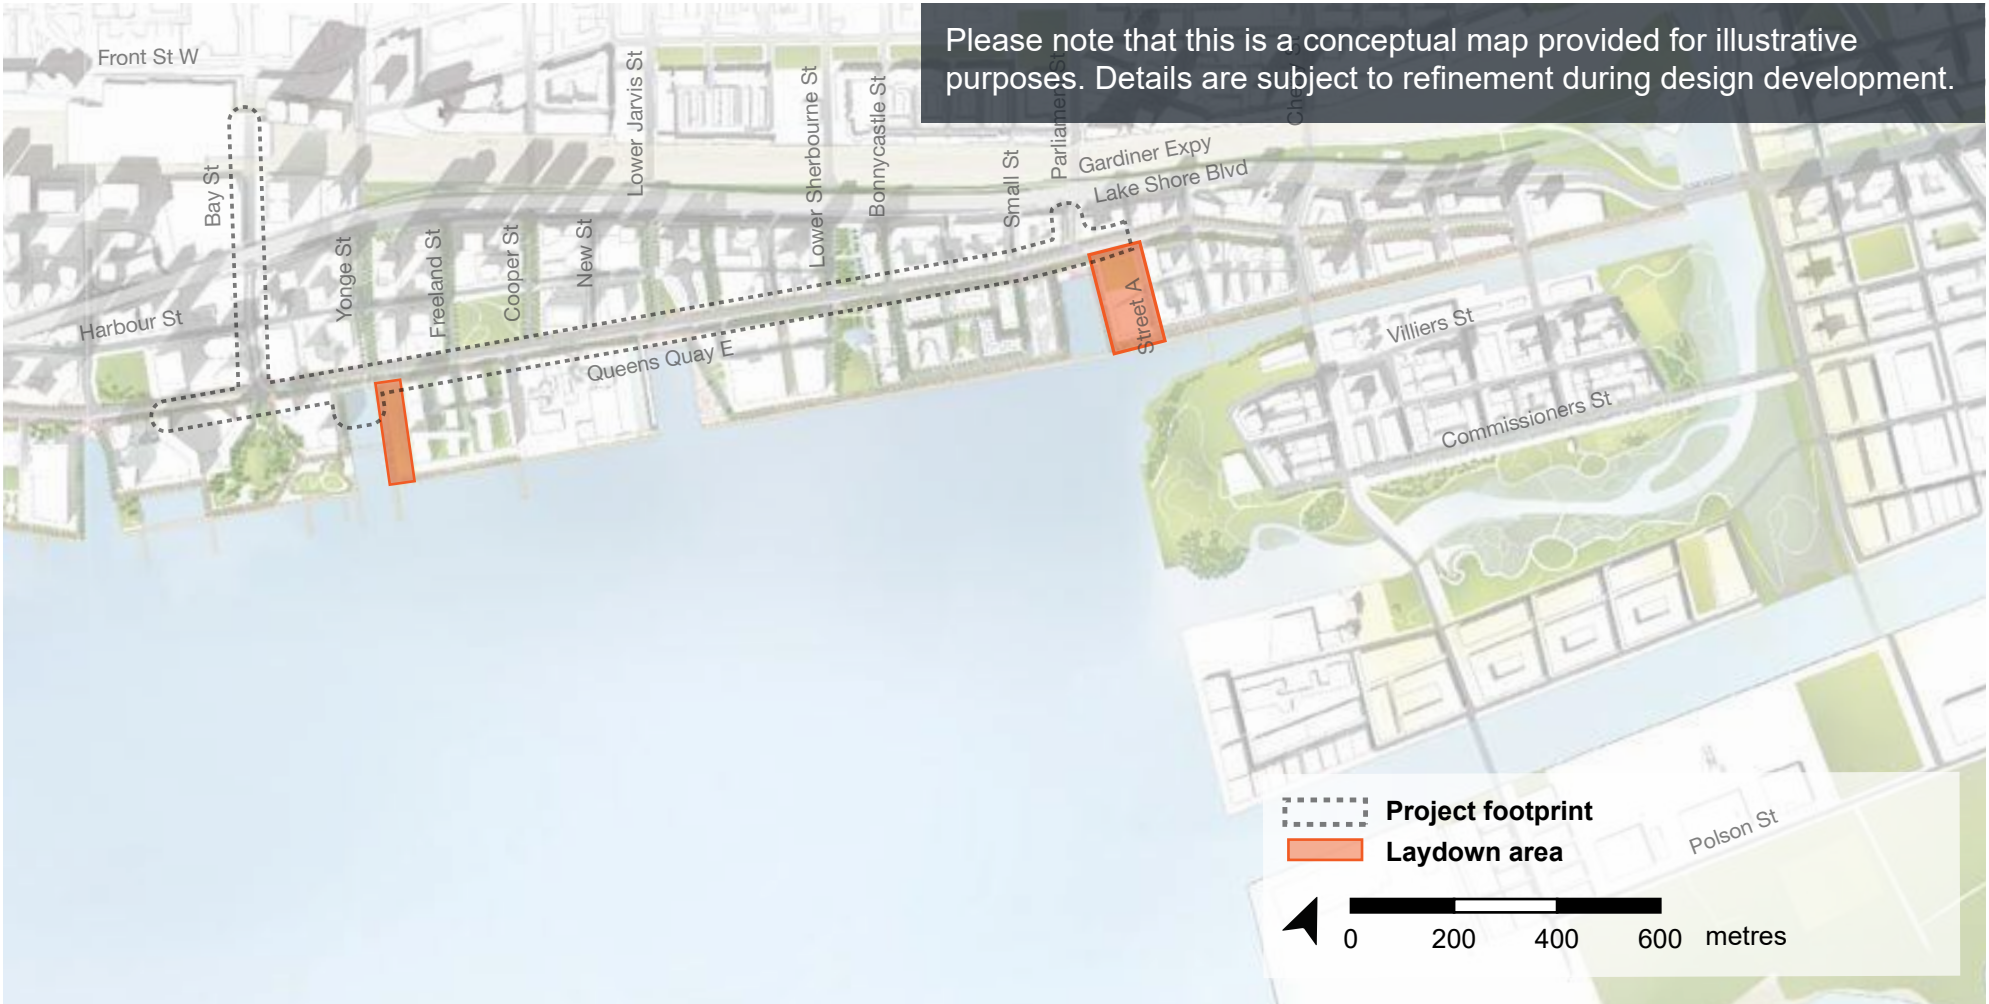 Please note that this is a conceptual map provided for illustrative
purposes. Details are subject to refinement during design development.
Front St W
Bay St
Harbour St
Yonge St
Freeland St
Cooper St
New St
Lower Jarvis St
Lower Sherbourne St
Bonnycastle St
Small St
Parliament St
Gardiner Expy
Lake Shore Blvd
Queens Quay E
Street A
Villiers St
Commissioners St
Polson St
Project footprint
Laydown area
0 200 400 600 metres